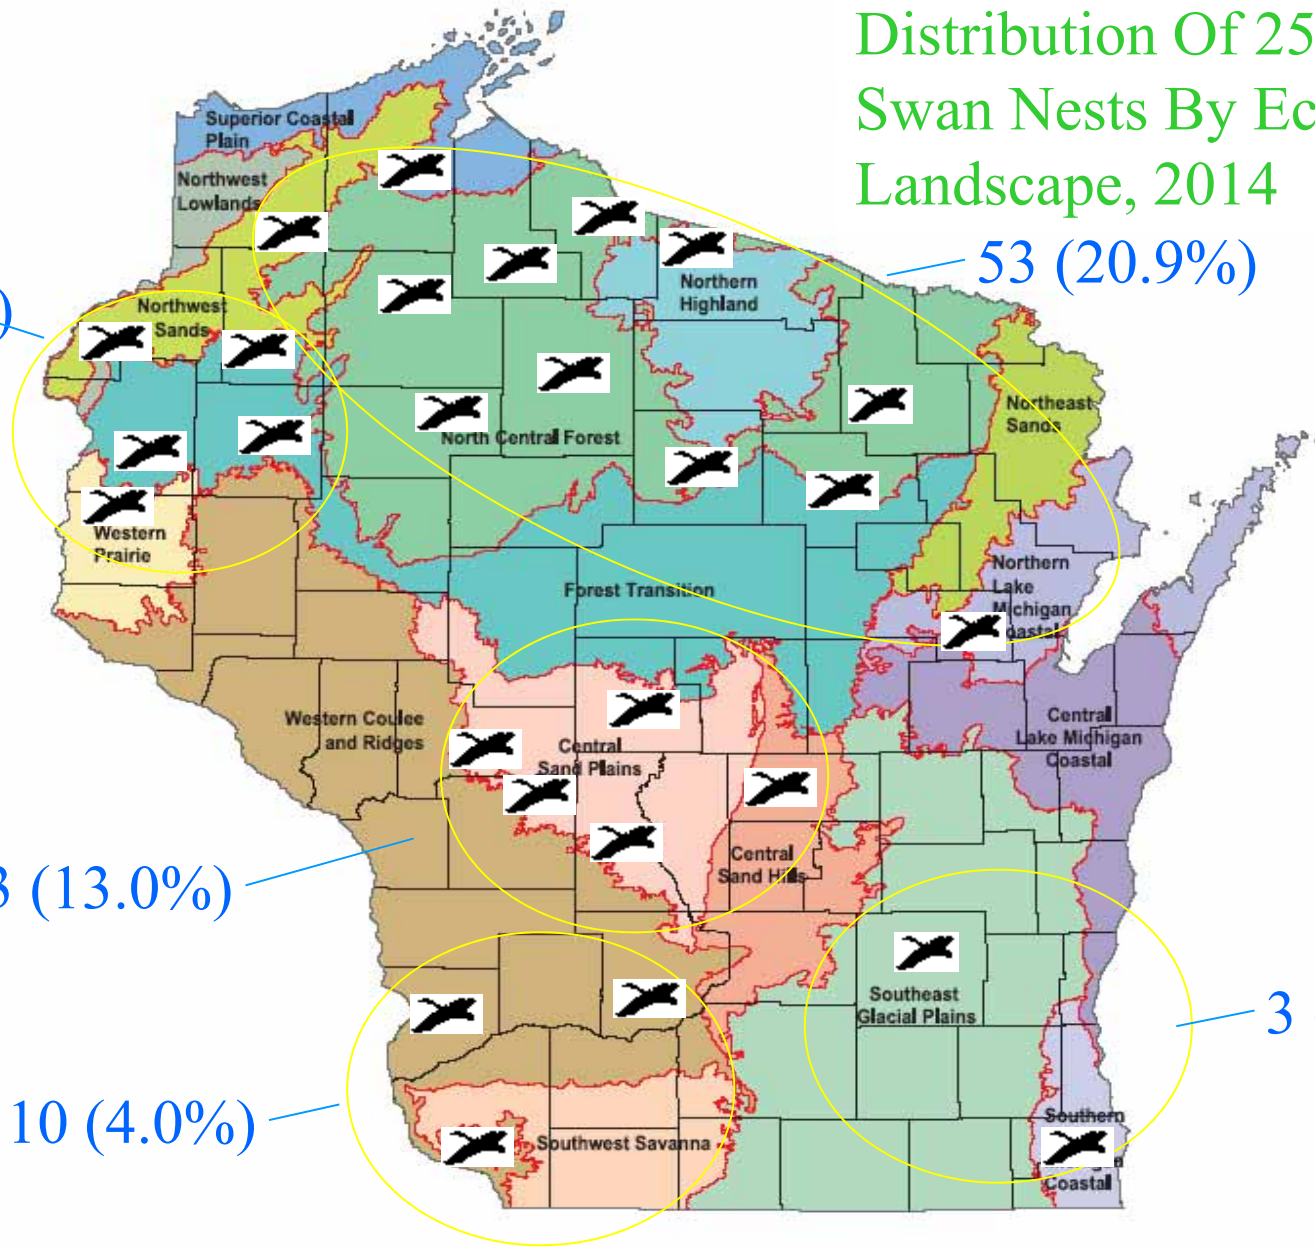 Distribution Of 25
Swan Nests By Ec
Landscape, 2014
53 (20.9%)
Superior Coastal
Plain
Northwest
Lowlands
Northern
Highland
)
Northwest
Sands
Northeast
Sands
North Central Forest
Western
Prairie
Forest Transition
Northern
Lake
Michigan
Coastal
Western Coulee
and Ridges
Central
Sand Plains
Central
Lake Michigan
Coastal
Central
Sand Hills
3 (13.0%)
Southeast
Glacial Plains
3
10 (4.0%)
Southwest Savanna
Southern
Coastal